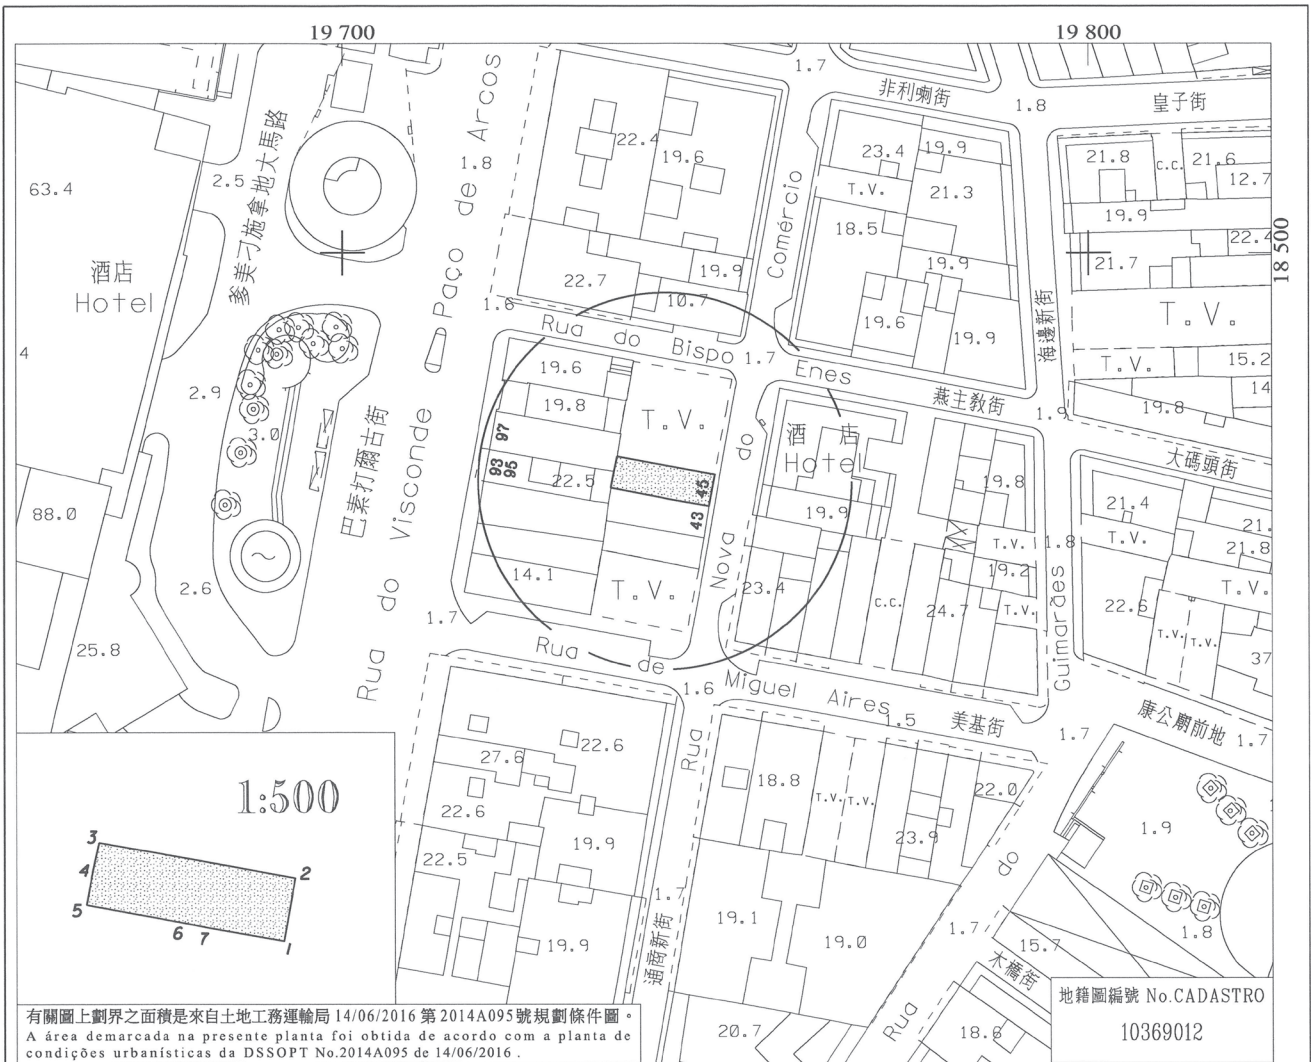 19 700
19 800
18 500
1.7
非利喇街
1.8
皇子街
爹美刁施拿地大馬路
Arcos
de
Paço
22.4
19.6
23.4
19.9
T.V.
21.3
21.8
C.C.
21.6
12.7
1.8
2.5
63.4
Comércio
18.5
19.9
22.4
酒店
Hotel
22.7
19.9
10.7
19.9
19.6
19.9
海邊新街
21.7
T.V.
T.V.
15.2
1.6
Rua do Bispo
1.7
Enes
燕主教街
1.9
19.8
14
4
2.9
3.0
巴素打爾古街
Visconde
do
Rua
19.6
19.8
T.V.
97
93
95
22.5
45
43
do
Nova
酒店
Hotel
19.9
19.8
大碼頭街
21.4
T.V.
21.
21.8
T.V.
88.0
2.6
14.1
T.V.
23.4
C.C.
24.7
T.V.
1.8
19.2
T.V.
Guimarães
22.6
T.V.
T.V.
37
25.8
1.7
Rua de
1.6
Miguel Aires
1.5
美基街
1.7
康公廟前地
1.7
22.6
27.6
22.6
22.5
19.9
19.9
Rua
18.8
T.V.
T.V.
23.9
22.0
do
1.9
1.7
通商新街
19.1
19.0
1.7
15.7
1.8
木橋街
20.7
Rua
18.6
1:500
3
2
4
5
6
7
1
有關圖上劃界之面積是來自土地工務運輸局 14/06/2016 第 2014A095 號規劃條件圖。
A área demarcada na presente planta foi obtida de acordo com a planta de
condições urbanísticas da DSSOPT No.2014A095 de 14/06/2016 .
地籍圖編號 No.CADASTRO
10369012